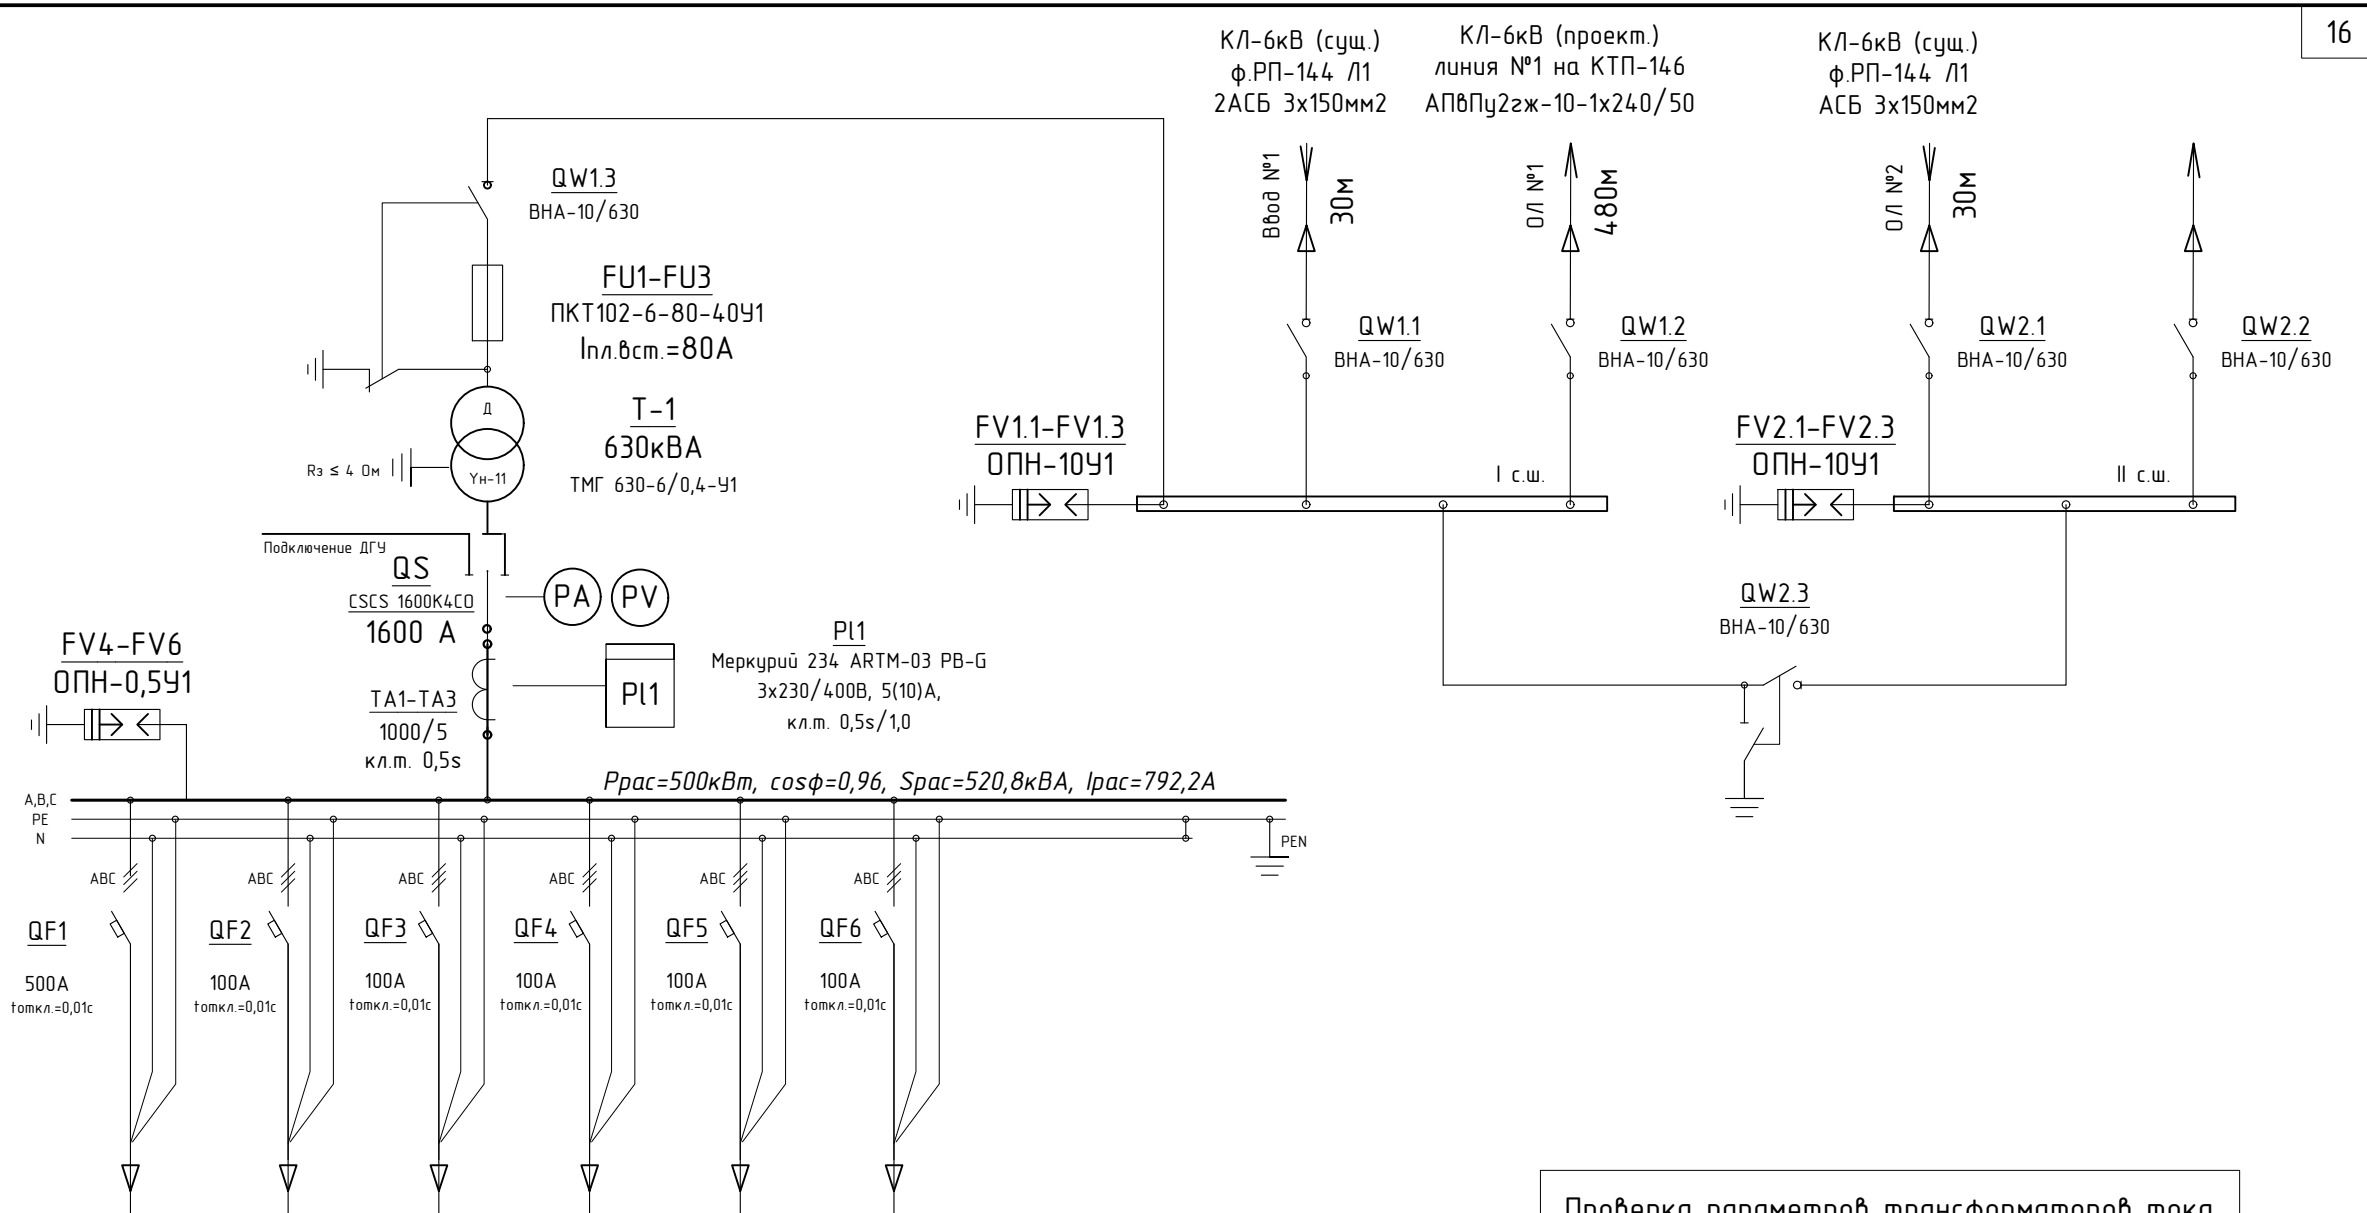 16
КЛ-6кВ (сущ.)
ф.РП-144 Л1
2АСБ 3х150мм2
КЛ-6кВ (проект.)
линия №1 на КТП-146
АПвПу2гж-10-1х240/50
КЛ-6кВ (сущ.)
ф.РП-144 Л1
АСБ 3х150мм2
Ввод №1
30м
ОЛ №1
480м
ОЛ №2
30м
QW1.3
ВНА-10/630
FU1-FU3
ПКТ102-6-80-40У1
Iпл.вст.=80А
QW1.1
ВНА-10/630
QW1.2
ВНА-10/630
QW2.1
ВНА-10/630
QW2.2
ВНА-10/630
Д
Yн-11
Rз ≤ 4 Ом
Т-1
630кВА
ТМГ 630-6/0,4-У1
FV1.1-FV1.3
ОПН-10У1
I с.ш.
FV2.1-FV2.3
ОПН-10У1
II с.ш.
Подключение ДГУ
QS
CSCS 1600K4CO
1600 А
PA
PV
QW2.3
ВНА-10/630
FV4-FV6
ОПН-0,5У1
TA1-TA3
1000/5
кл.т. 0,5s
PI1
PI1
Меркурий 234 ARTM-03 PB-G
3х230/400В, 5(10)А,
кл.т. 0,5s/1,0
Ррас=500кВт, cosφ=0,96, Sрас=520,8кВА, Iрас=792,2А
A,B,C
PE
N
PEN
ABC
ABC
ABC
ABC
ABC
ABC
QF1
500А
tоткл.=0,01с
QF2
100А
tоткл.=0,01с
QF3
100А
tоткл.=0,01с
QF4
100А
tоткл.=0,01с
QF5
100А
tоткл.=0,01с
QF6
100А
tоткл.=0,01с
Проверка параметров трансформаторов тока